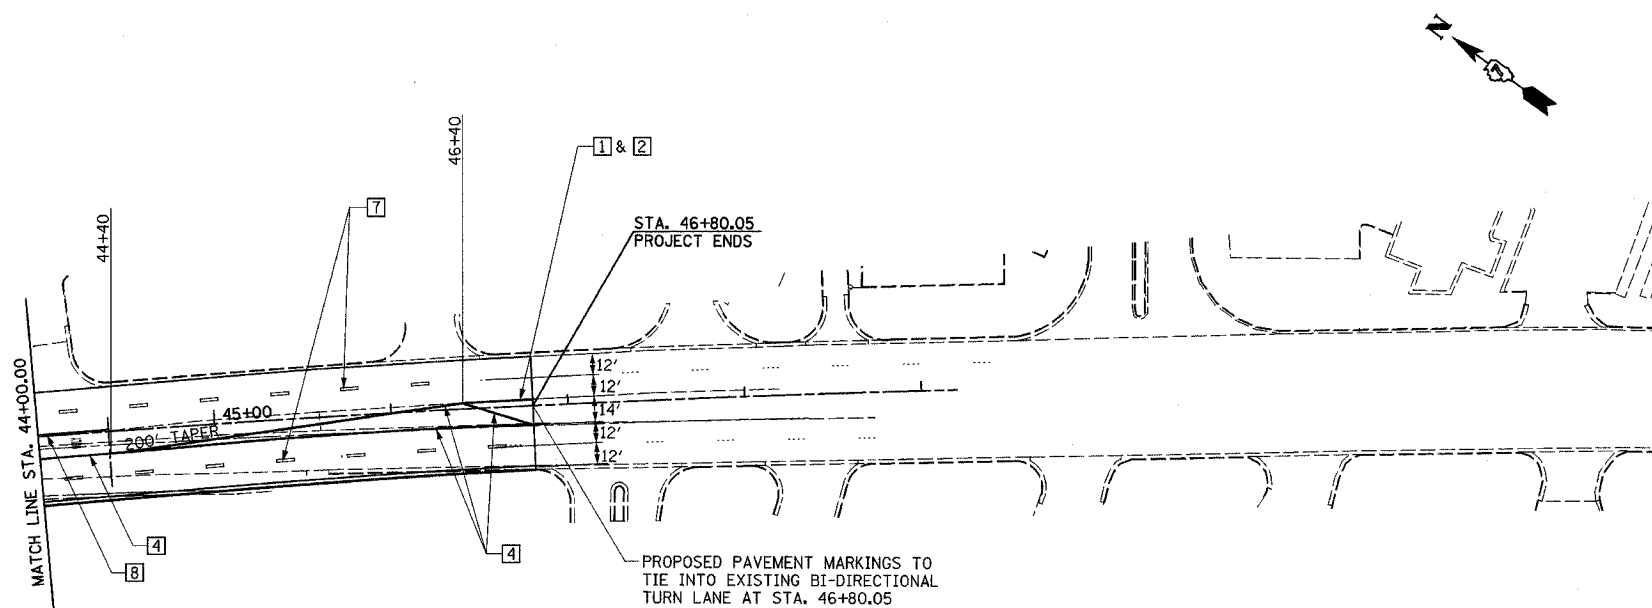 N
46+40
1 & 2
7
STA. 46+80.05
PROJECT ENDS
44+40
12'
12'
14'
12'
12'
45+00
200' TAPER
MATCH LINE STA. 44+00.00
4
8
4
PROPOSED PAVEMENT MARKINGS TO
TIE INTO EXISTING BI-DIRECTIONAL
TURN LANE AT STA. 46+80.05